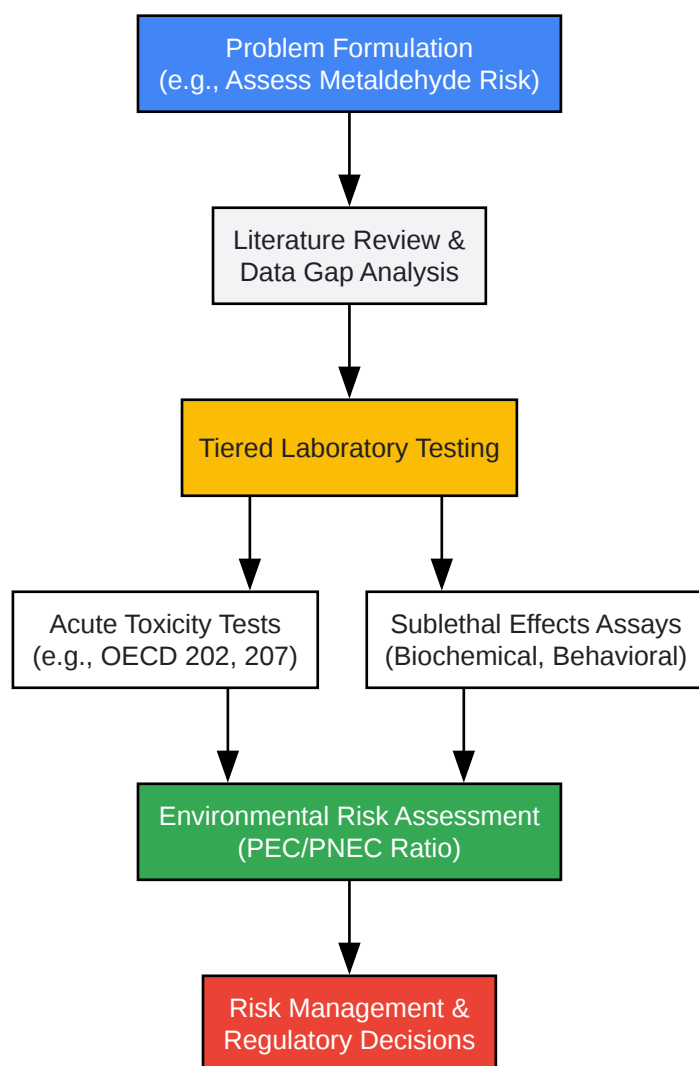 Problem Formulation
(e.g., Assess Metaldehyde Risk)
Literature Review &
Data Gap Analysis
Tiered Laboratory Testing
Acute Toxicity Tests
(e.g., OECD 202, 207)
Sublethal Effects Assays
(Biochemical, Behavioral)
Environmental Risk Assessment
(PEC/PNEC Ratio)
Risk Management &
Regulatory Decisions